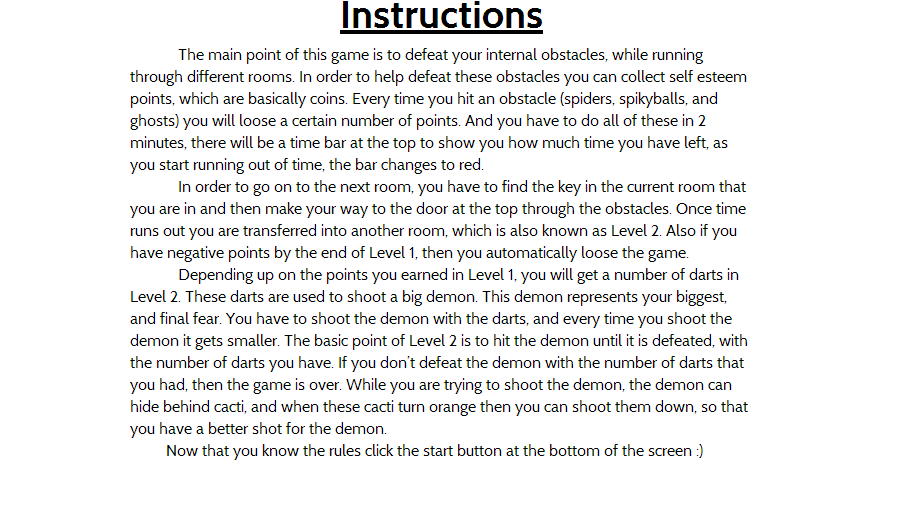 Instructions
The main point of this game is to defeat your internal obstacles, while running
through different rooms. In order to help defeat these obstacles you can collect self esteem
points, which are basically coins. Every time you hit an obstacle (spiders, spikyballs, and
ghosts) you will loose a certain number of points. And you have to do all of these in 2
minutes, there will be a time bar at the top to show you how much time you have left, as
you start running out of time, the bar changes to red.
In order to go on to the next room, you have to find the key in the current room that
you are in and then make your way to the door at the top through the obstacles. Once time
runs out you are transferred into another room, which is also known as Level 2. Also if you
have negative points by the end of Level 1, then you automatically loose the game.
Depending up on the points you earned in Level 1, you will get a number of darts in
Level 2. These darts are used to shoot a big demon. This demon represents your biggest,
and final fear. You have to shoot the demon with the darts, and every time you shoot the
demon it gets smaller. The basic point of Level 2 is to hit the demon until it is defeated, with
the number of darts you have. If you don't defeat the demon with the number of darts that
you had, then the game is over. While you are trying to shoot the demon, the demon can
hide behind cacti, and when these cacti turn orange then you can shoot them down, so that
you have a better shot for the demon.
Now that you know the rules click the start button at the bottom of the screen :)